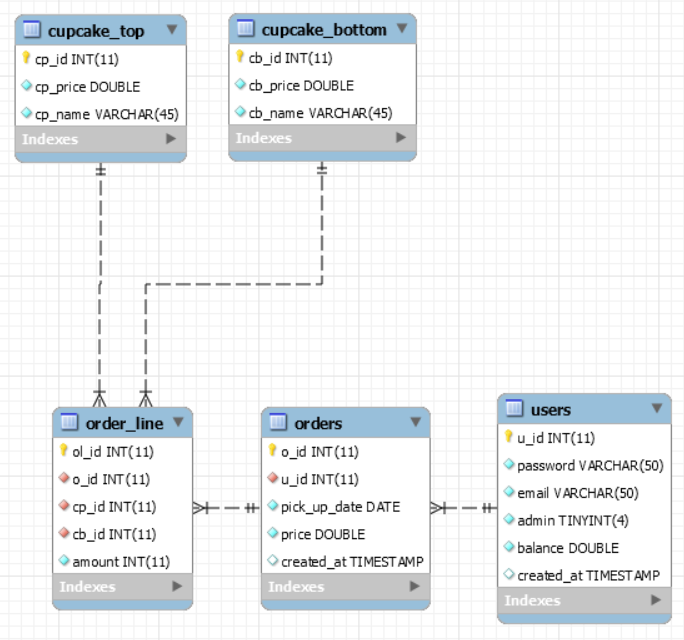 cupcake_top
cp_id INT(11)
cp_price DOUBLE
cp_name VARCHAR(45)
Indexes
cupcake_bottom
cb_id INT(11)
cb_price DOUBLE
cb_name VARCHAR(45)
Indexes
order_line
ol_id INT(11)
o_id INT(11)
cp_id INT(11)
cb_id INT(11)
amount INT(11)
Indexes
orders
o_id INT(11)
u_id INT(11)
pick_up_date DATE
price DOUBLE
created_at TIMESTAMP
Indexes
users
u_id INT(11)
password VARCHAR(50)
email VARCHAR(50)
admin TINYINT(4)
balance DOUBLE
created_at TIMESTAMP
Indexes